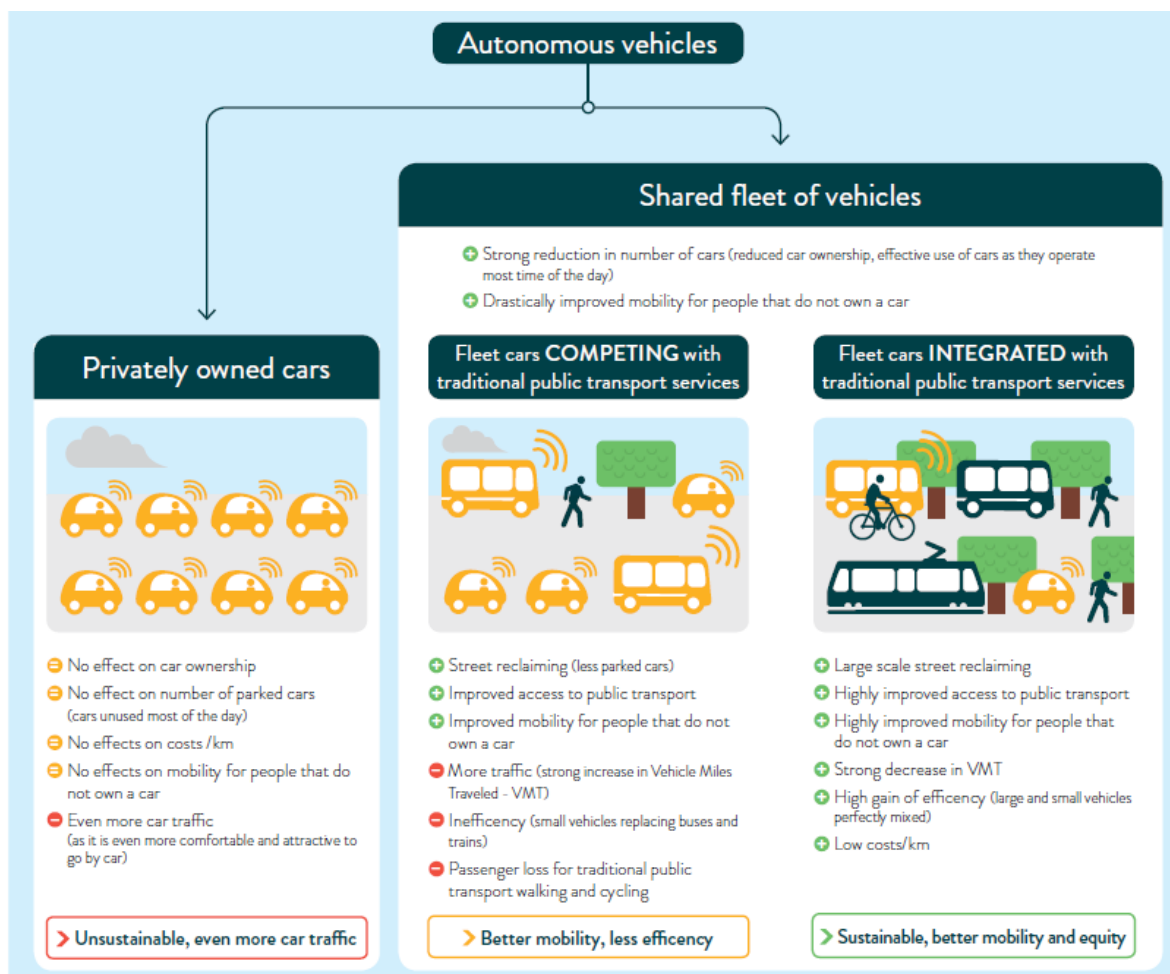 Autonomous vehicles
Shared fleet of vehicles
Strong reduction in number of cars (reduced car ownership, effective use of cars as they operate
most time of the day)
Drastically improved mobility for people that do not own a car
Privately owned cars
No effect on car ownership
No effect on number of parked cars
(cars unused most of the day)
No effects on costs /km
No effects on mobility for people that do
not own a car
Even more car traffic
(as it is even more comfortable and attractive to
go by car)
Unsustainable, even more car traffic
Fleet cars COMPETING with
traditional public transport services
Street reclaiming (less parked cars)
Improved access to public transport
Improved mobility for people that do not
own a car
More traffic (strong increase in Vehicle Miles
Traveled - VMT)
Inefficency (small vehicles replacing buses and
trains)
Passenger loss for traditional public
transport walking and cycling
Better mobility, less efficency
Fleet cars INTEGRATED with
traditional public transport services
Large scale street reclaiming
Highly improved access to public transport
Highly improved mobility for people that
do not own a car
Strong decrease in VMT
High gain of efficency (large and small vehicles
perfectly mixed)
Low costs/km
Sustainable, better mobility and equity